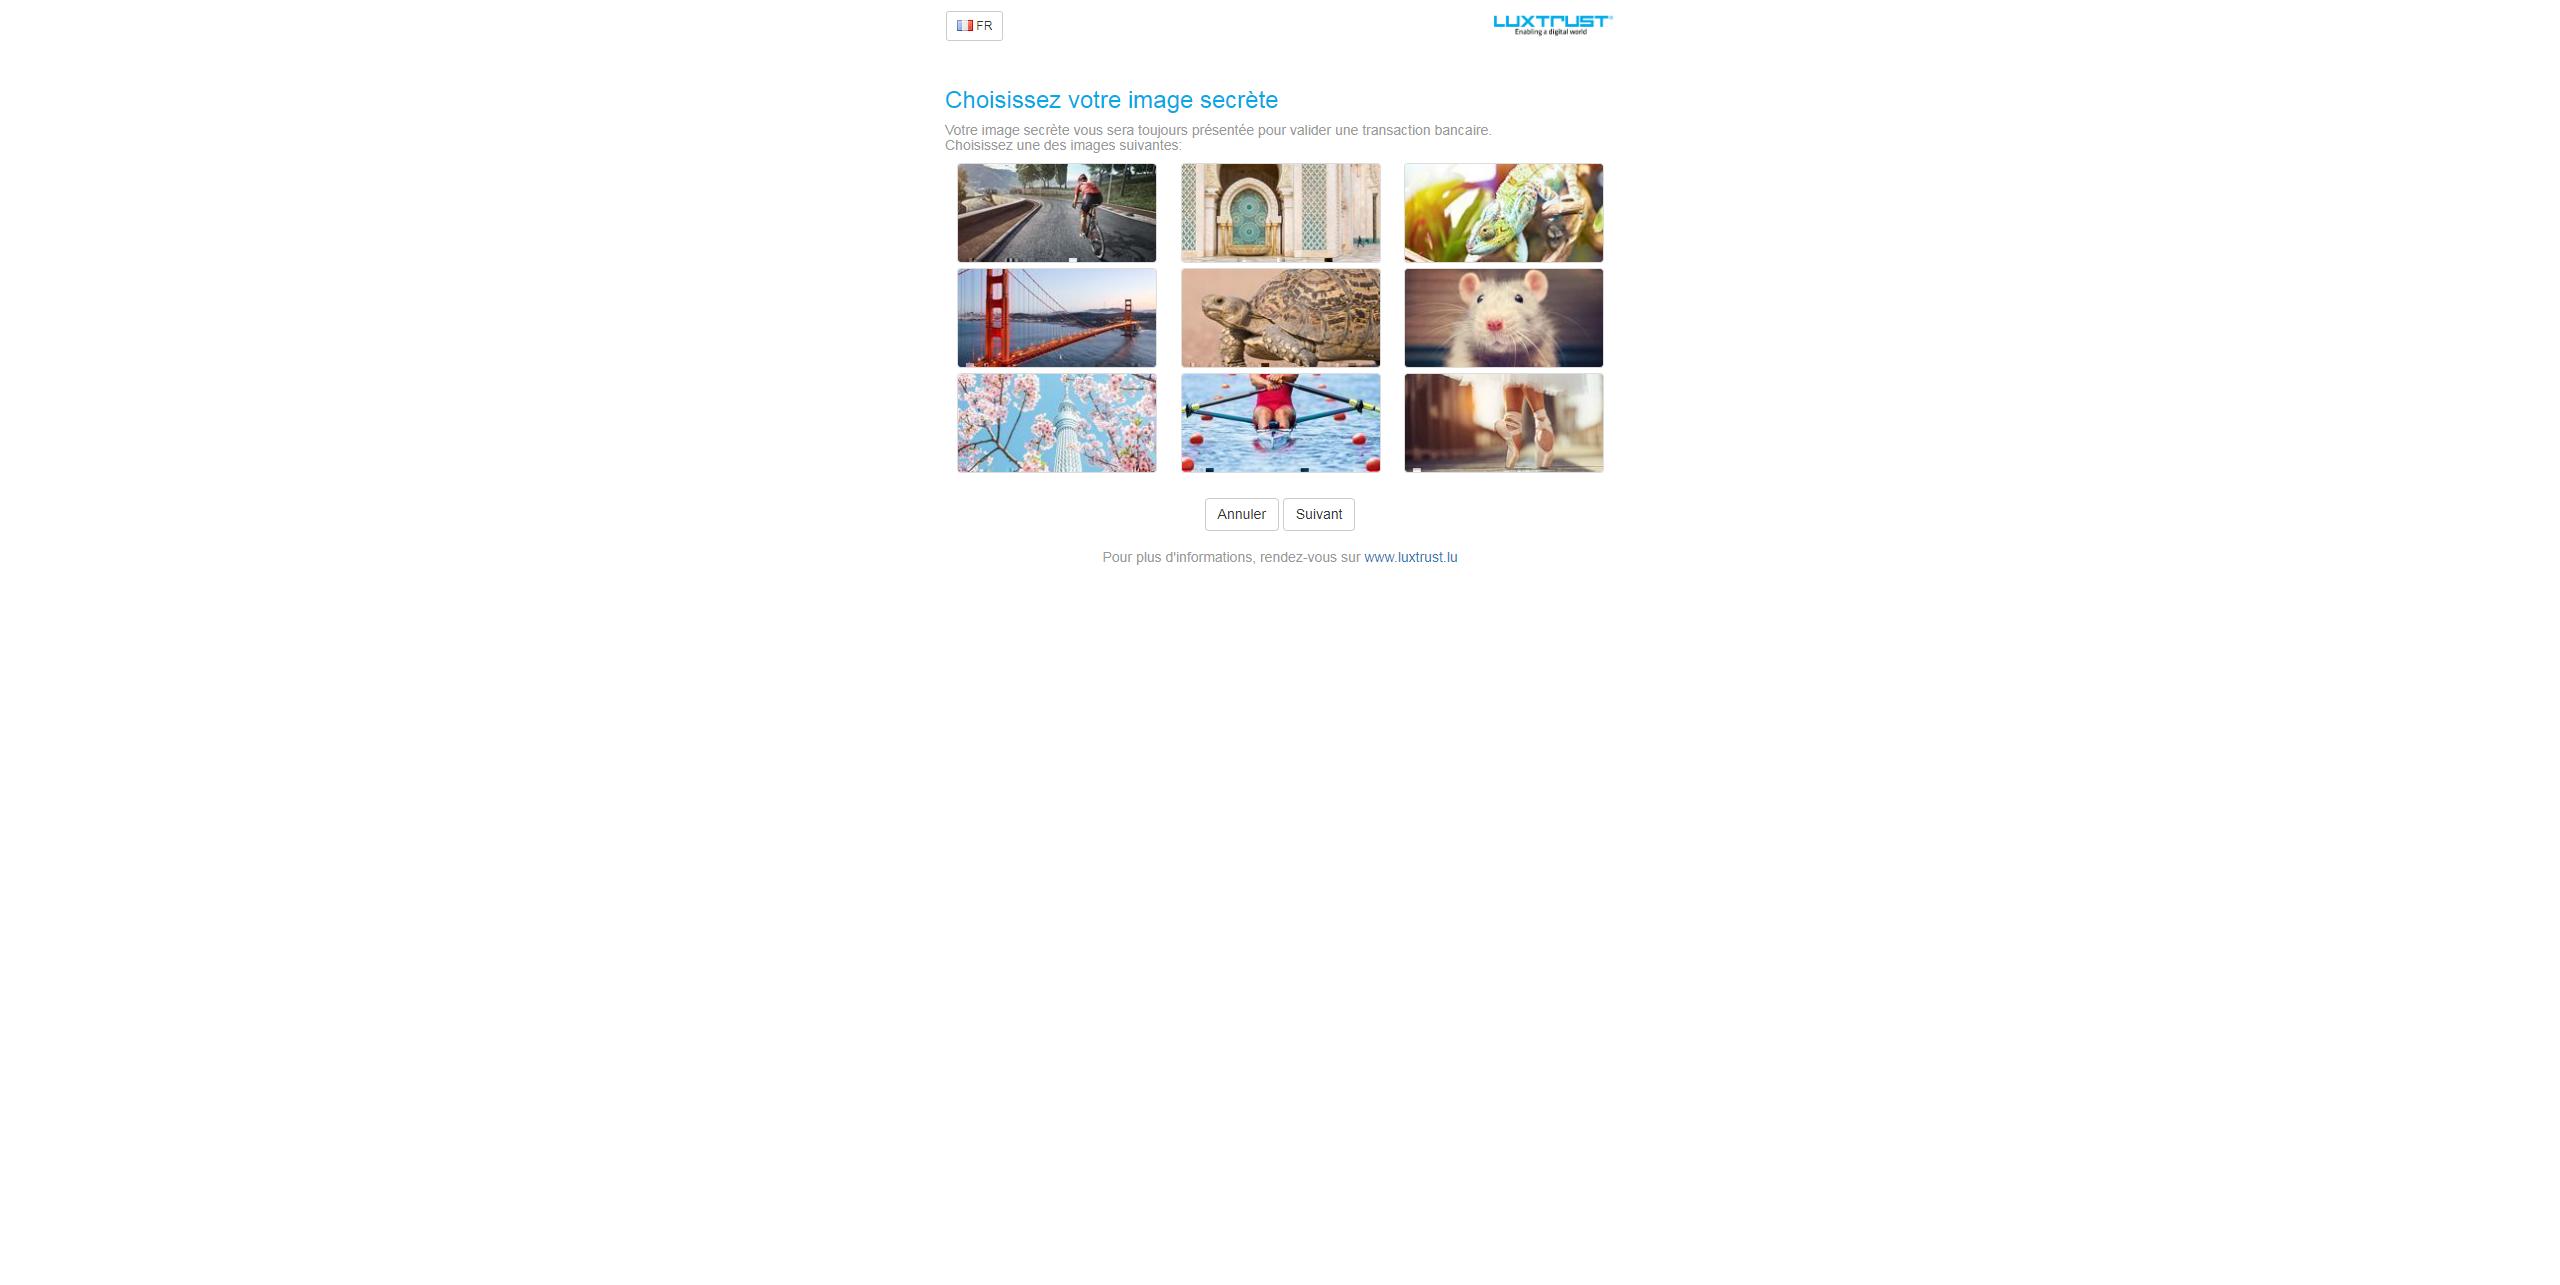 FR
LUXTRUST
Enabling a digital world
Choisissez votre image secrète
Votre image secrète vous sera toujours présentée pour valider une transaction bancaire.
Choisissez une des images suivantes:
Annuler
Suivant
Pour plus d'informations, rendez-vous sur www.luxtrust.lu